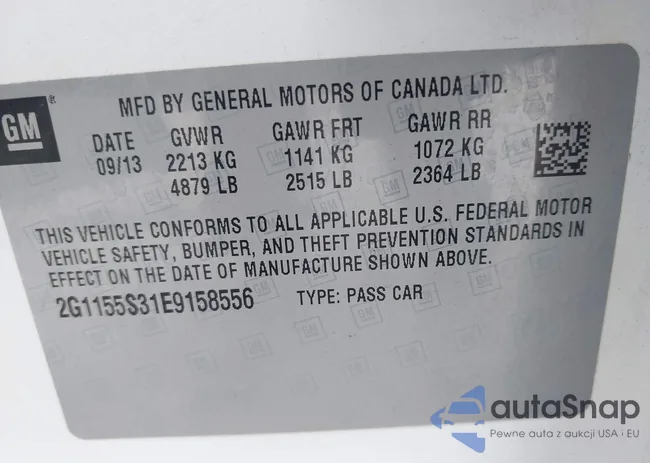 GM
MFD BY GENERAL MOTORS OF CANADA LTD.
DATE GVWR GAWR FRT GAWR RR
09/13 2213 KG 1141 KG 1072 KG
4879 LB 2515 LB 2364 LB
THIS VEHICLE CONFORMS TO ALL APPLICABLE U.S. FEDERAL MOTOR
VEHICLE SAFETY, BUMPER, AND THEFT PREVENTION STANDARDS IN
EFFECT ON THE DATE OF MANUFACTURE SHOWN ABOVE.
2G1155S31E9158556 TYPE: PASS CAR
autaSnap
Pewne auta z aukcji USA i EU